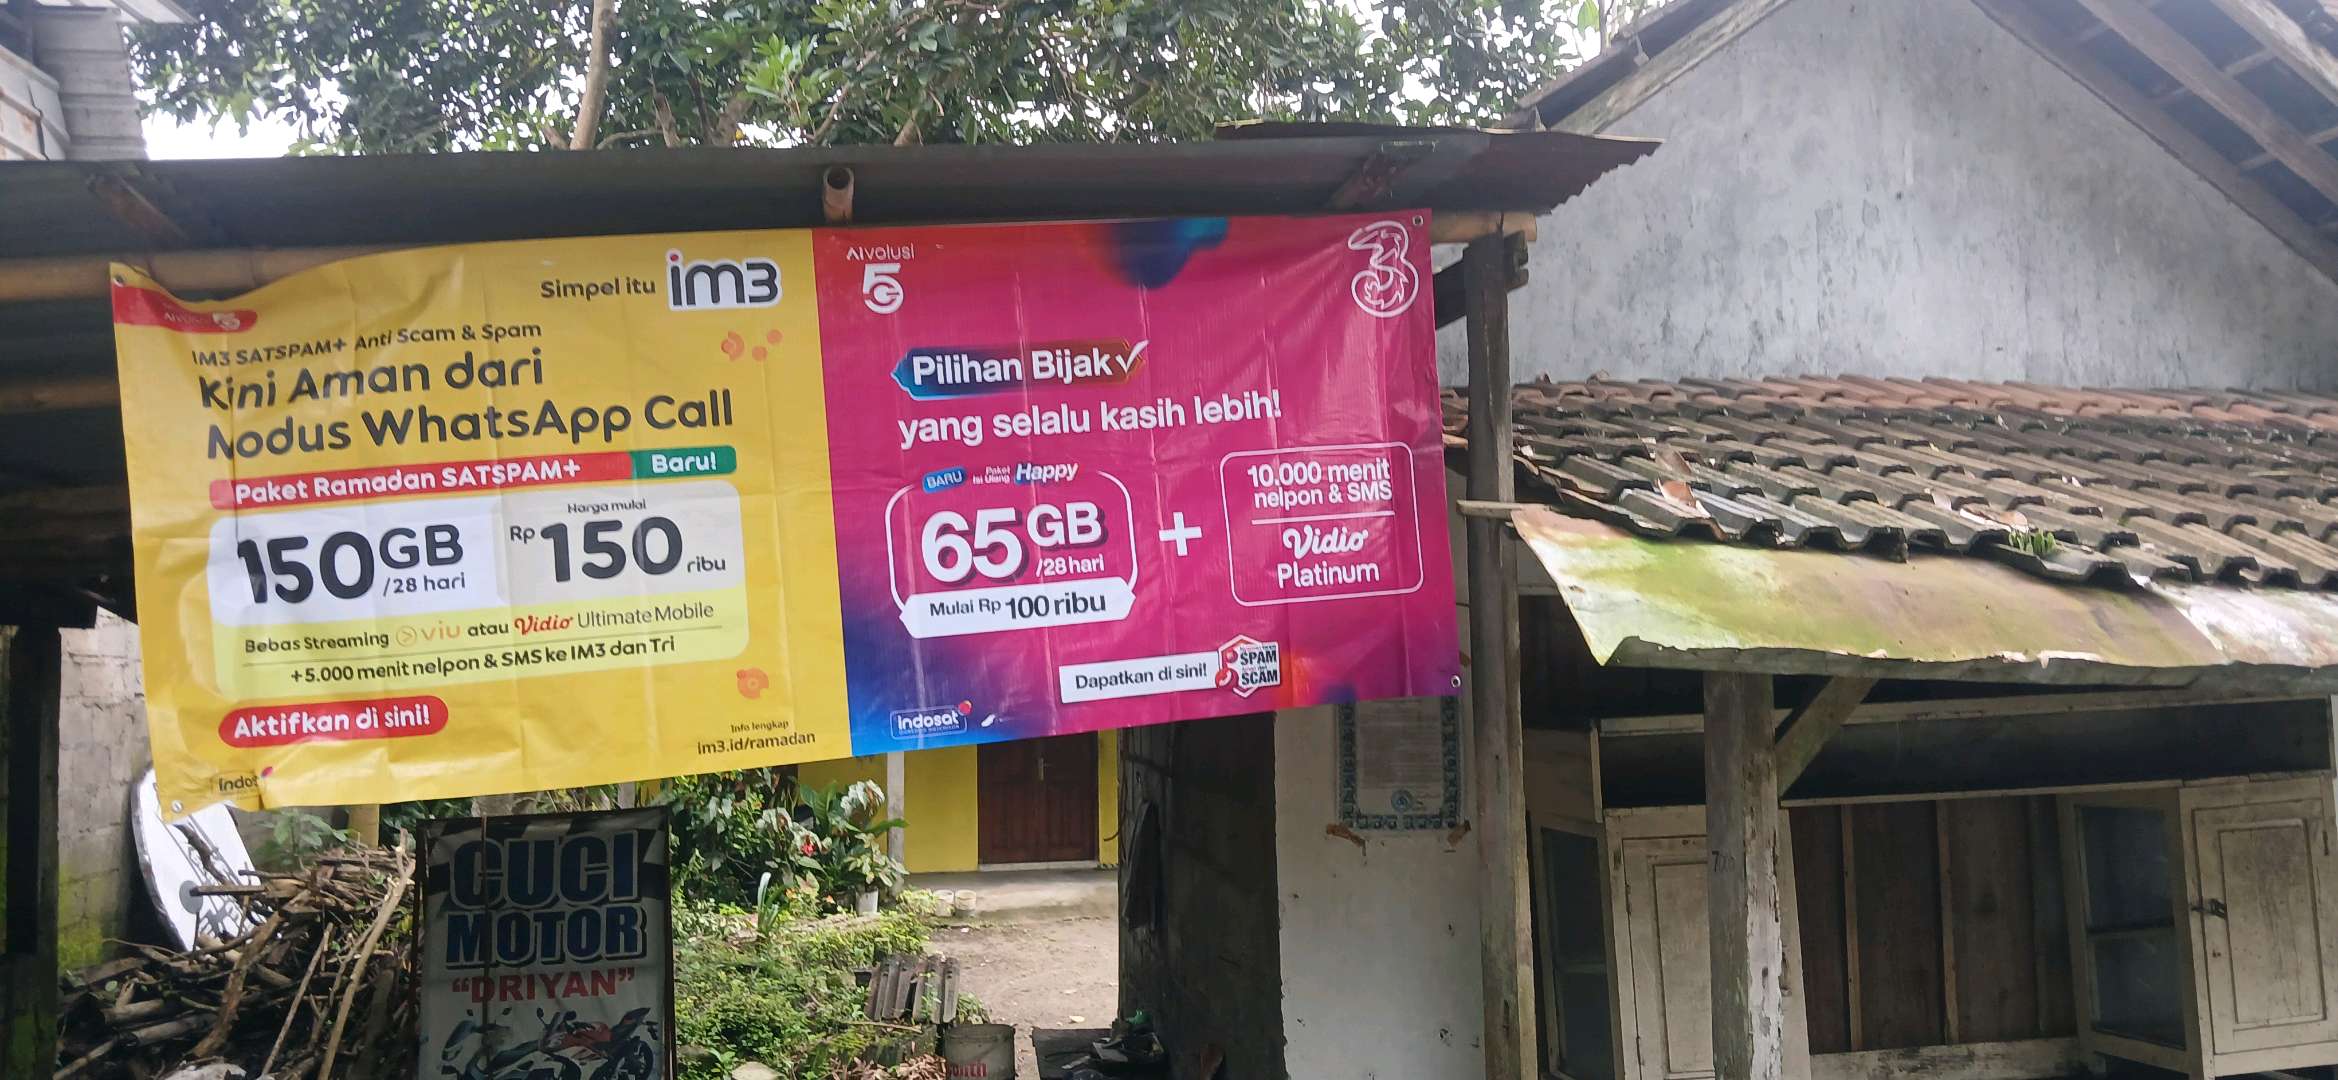 Simpel itu im3
IM3 SATSPAM+ Anti Scam & Spam
Kini Aman dari
Modus WhatsApp Call
Paket Ramadan SATSPAM+ Baru!
150GB /28 hari
Harga mulai
Rp 150 ribu
Bebas Streaming viu atau Vidio Ultimate Mobile
+5.000 menit nelpon & SMS ke IM3 dan Tri
Aktifkan di sini!
Info lengkap
im3.id/ramadan
AIvolusi
5G
3
Pilihan Bijak
yang selalu kasih lebih!
BARU Paket Isi Ulang Happy
65GB /28 hari
Mulai Rp 100 ribu
+
10.000 menit
nelpon & SMS
Vidio
Platinum
Dapatkan di sini!
SPAM
SCAM
indosat
CUCI
MOTOR
"DRIYAN"